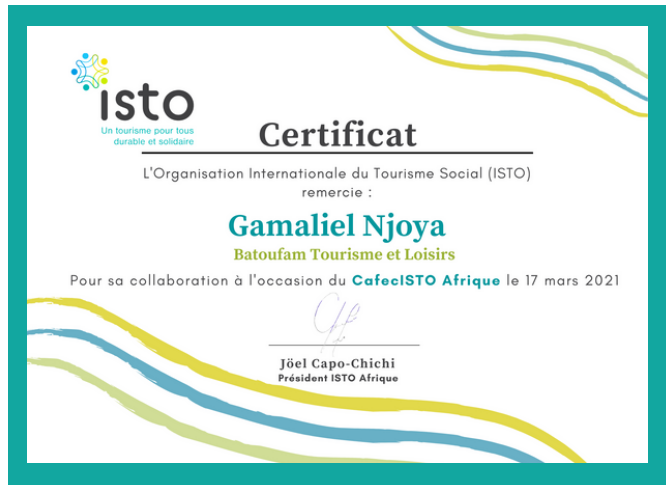 isto
Un tourisme pour tous
durable et solidaire
Certificat
L'Organisation Internationale du Tourisme Social (ISTO)
remercie :
Gamaliel Njoya
Batoufam Tourisme et Loisirs
Pour sa collaboration à l'occasion du CafecISTO Afrique le 17 mars 2021
Jöel Capo-Chichi
Président ISTO Afrique